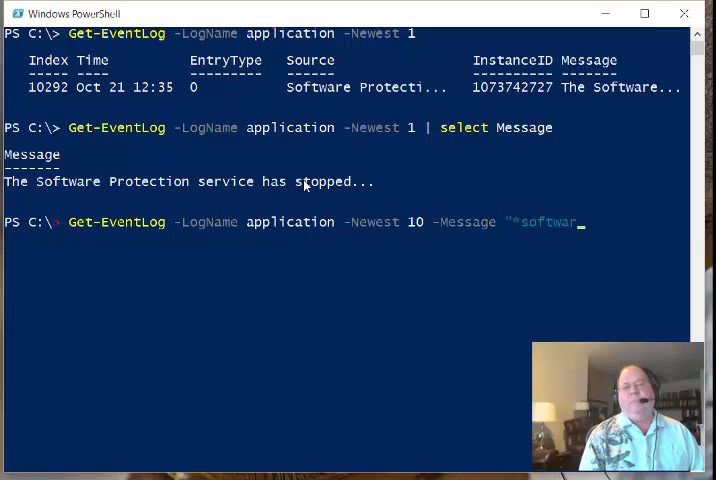 Windows PowerShell
PS C:\> Get-EventLog -LogName application -Newest 1
Index Time EntryType Source InstanceID Message
----- ---- --------- ------ ---------- -------
10292 Oct 21 12:35 0 Software Protecti... 1073742727 The Software...
PS C:\> Get-EventLog -LogName application -Newest 1 | select Message
Message
-------
The Software Protection service has stopped...
PS C:\> Get-EventLog -LogName application -Newest 10 -Message "*softwar_